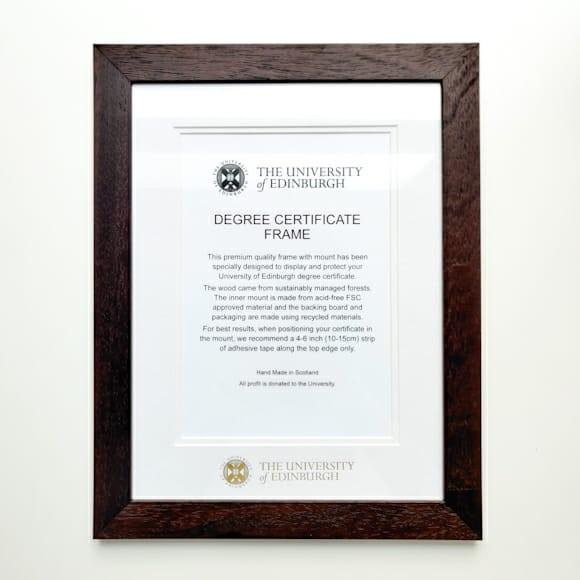 THE UNIVERSITY
of EDINBURGH
DEGREE CERTIFICATE
FRAME
This premium quality frame with mount has been
specially designed to display and protect your
University of Edinburgh degree certificate.
The wood came from sustainably managed forests.
The inner mount is made from acid-free FSC
approved material and the backing board and
packaging are made using recycled materials.
For best results, when positioning your certificate in
the mount, we recommend a 4-6 inch (10-15cm) strip
of adhesive tape along the top edge only.
Hand Made in Scotland
All profit is donated to the University.
THE UNIVERSITY
of EDINBURGH